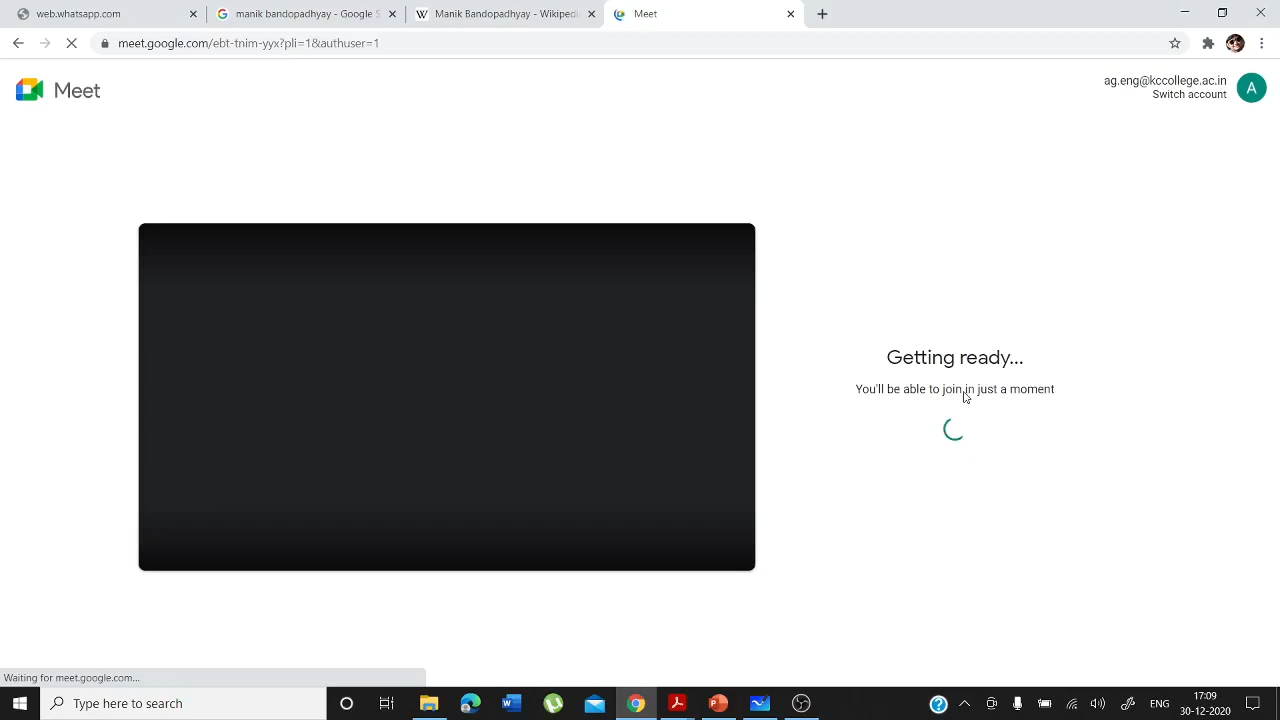 web.whatsapp.com
manik bandopadhyay - Google S
Manik Bandopadhyay - Wikipedi
Meet
meet.google.com/ebt-tnim-yyx?pli=1&authuser=1
Meet
ag.eng@kccollege.ac.in
Switch account
A
Getting ready...
You'll be able to join in just a moment
Waiting for meet.google.com...
Type here to search
ENG
17:09
30-12-2020